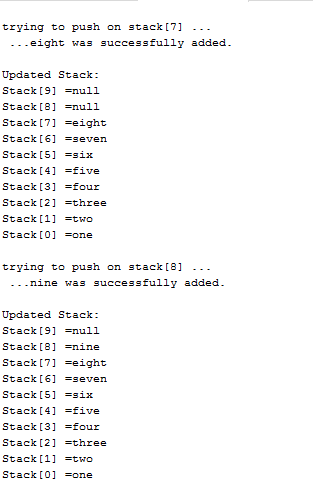 trying to push on stack[7] ...
...eight was successfully added.
Updated Stack:
Stack[9] =null
Stack[8] =null
Stack[7] =eight
Stack[6] =seven
Stack[5] =six
Stack[4] =five
Stack[3] =four
Stack[2] =three
Stack[1] =two
Stack[0] =one
trying to push on stack[8] ...
...nine was successfully added.
Updated Stack:
Stack[9] =null
Stack[8] =nine
Stack[7] =eight
Stack[6] =seven
Stack[5] =six
Stack[4] =five
Stack[3] =four
Stack[2] =three
Stack[1] =two
Stack[0] =one